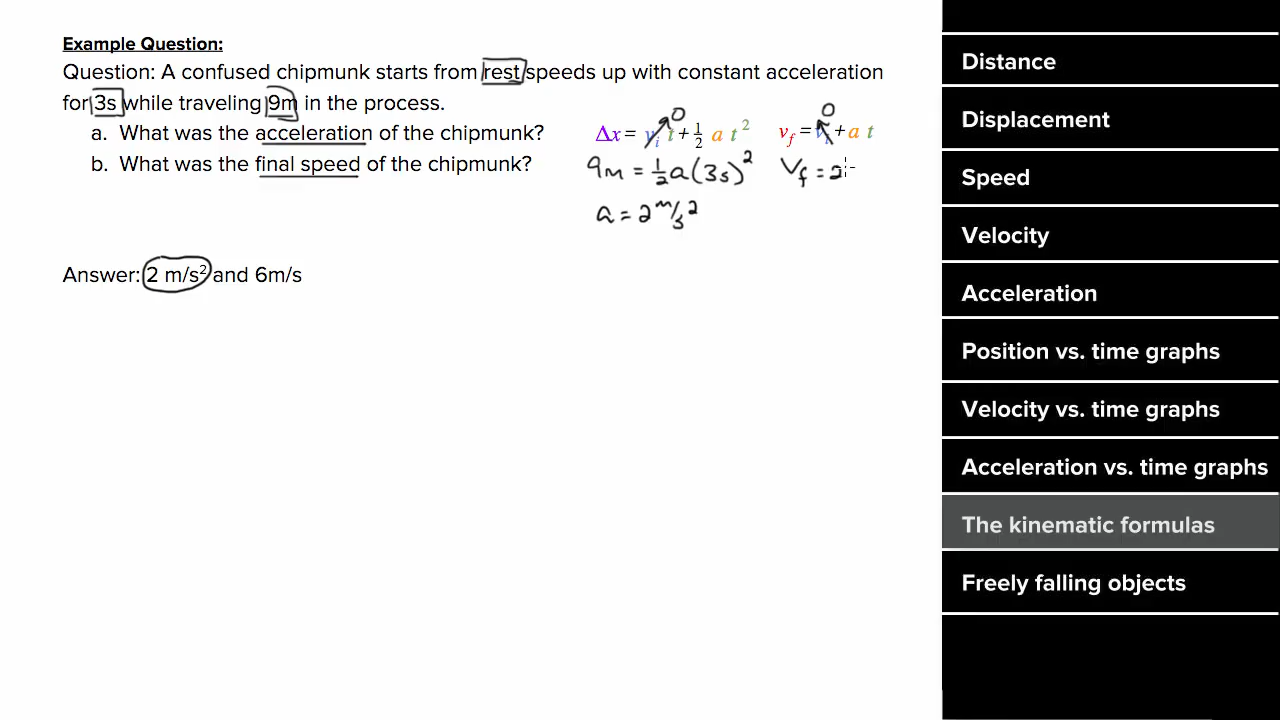 Example Question:
Question: A confused chipmunk starts from rest speeds up with constant acceleration
for 3s while traveling 9m in the process.
a. What was the acceleration of the chipmunk?
b. What was the final speed of the chipmunk?
0
Δx = vᵢ t + ½ a t²
9m = ½a(3s)²
a = 2 m/s²
0
v_f = vᵢ + a t
V_f = 2
Answer: 2 m/s² and 6m/s
Distance
Displacement
Speed
Velocity
Acceleration
Position vs. time graphs
Velocity vs. time graphs
Acceleration vs. time graphs
The kinematic formulas
Freely falling objects